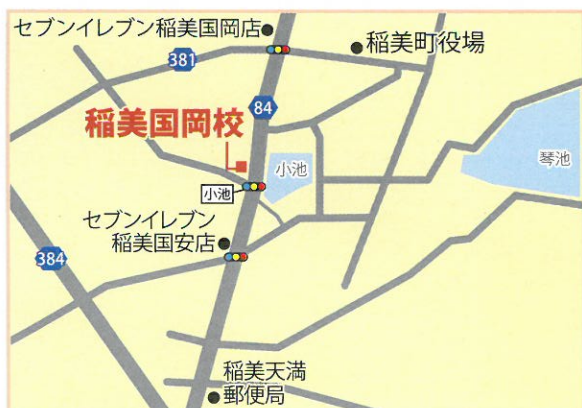 セブンイレブン稲美国岡店
稲美町役場
381
84
稲美国岡校
小池
琴池
小池
セブンイレブン
稲美国安店
384
稲美天満
郵便局